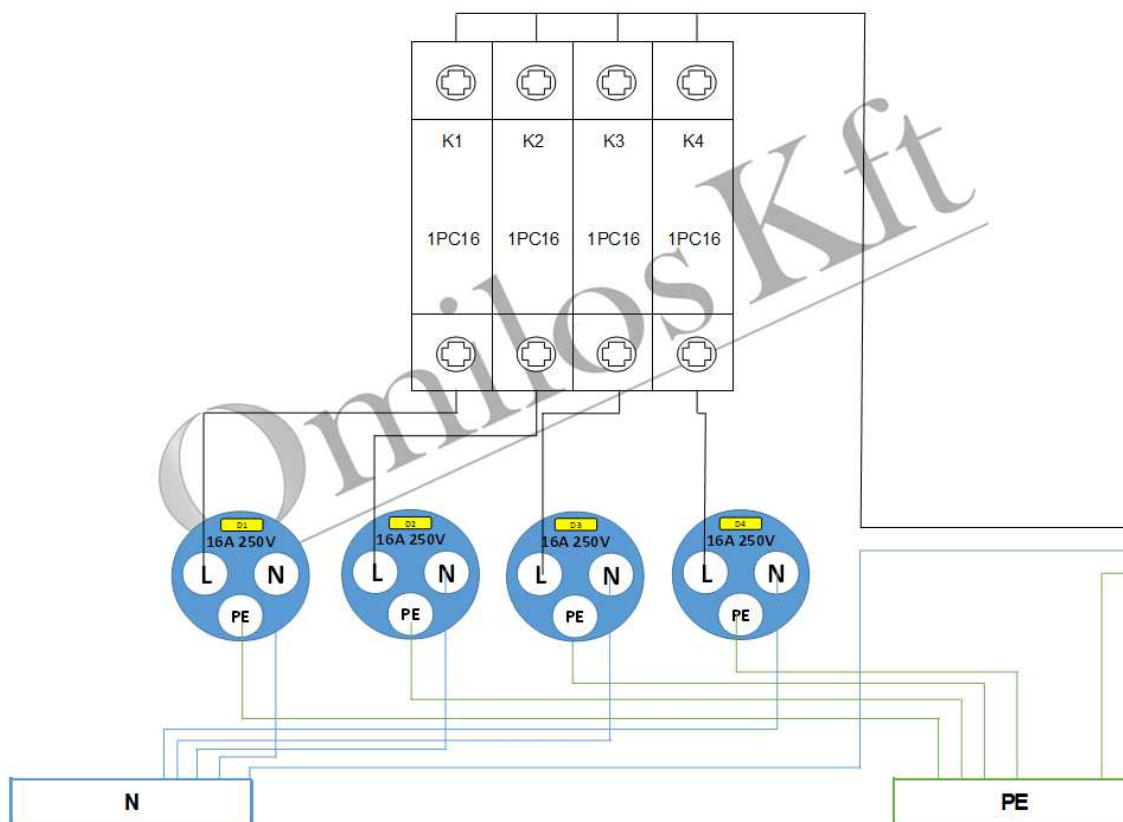 K1 K2 K3 K4
1PC16 1PC16 1PC16 1PC16
Omilos Kft
D1 D2 D3 D4
16A 250V 16A 250V 16A 250V 16A 250V
L N L N L N L N
PE PE PE PE
N PE